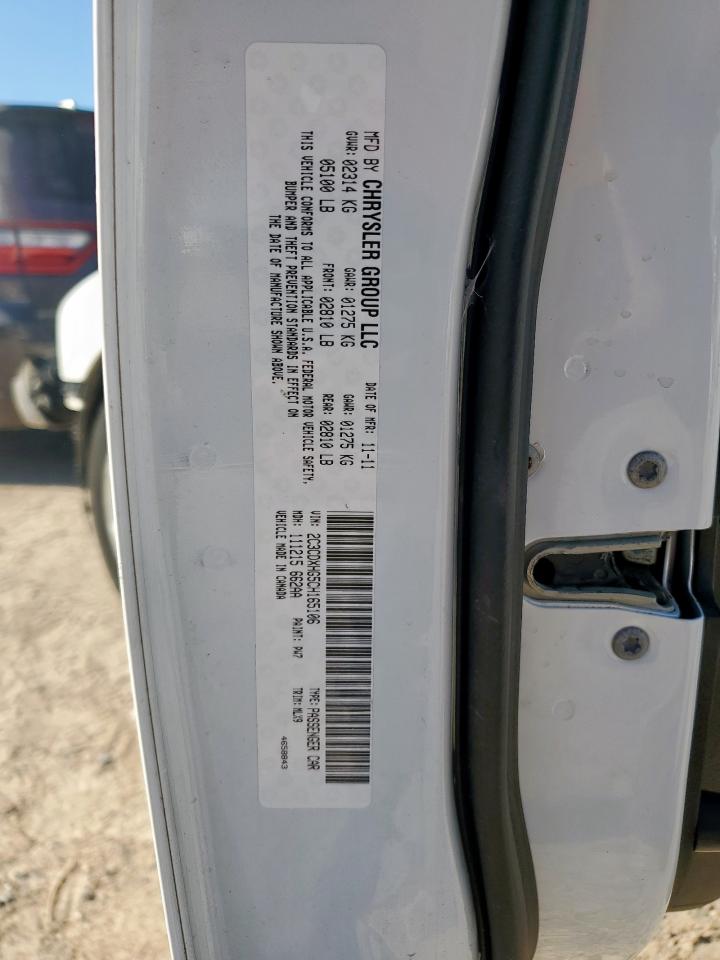 MFD BY CHRYSLER GROUP LLC DATE OF MFR: 11-11
GVWR: 02314 KG GAWR: 01275 KG GAWR: 01275 KG
05100 LB FRONT: 02810 LB REAR: 02810 LB
THIS VEHICLE CONFORMS TO ALL APPLICABLE U.S.A. FEDERAL MOTOR VEHICLE SAFETY,
BUMPER AND THEFT PREVENTION STANDARDS IN EFFECT ON
THE DATE OF MANUFACTURE SHOWN ABOVE.
VIN: 2C3CDXHG5CH165106 TYPE: PASSENGER CAR
MDH: 111215 662AA PAINT: PW7 TRIM: MLX9
VEHICLE MADE IN CANADA
4658843